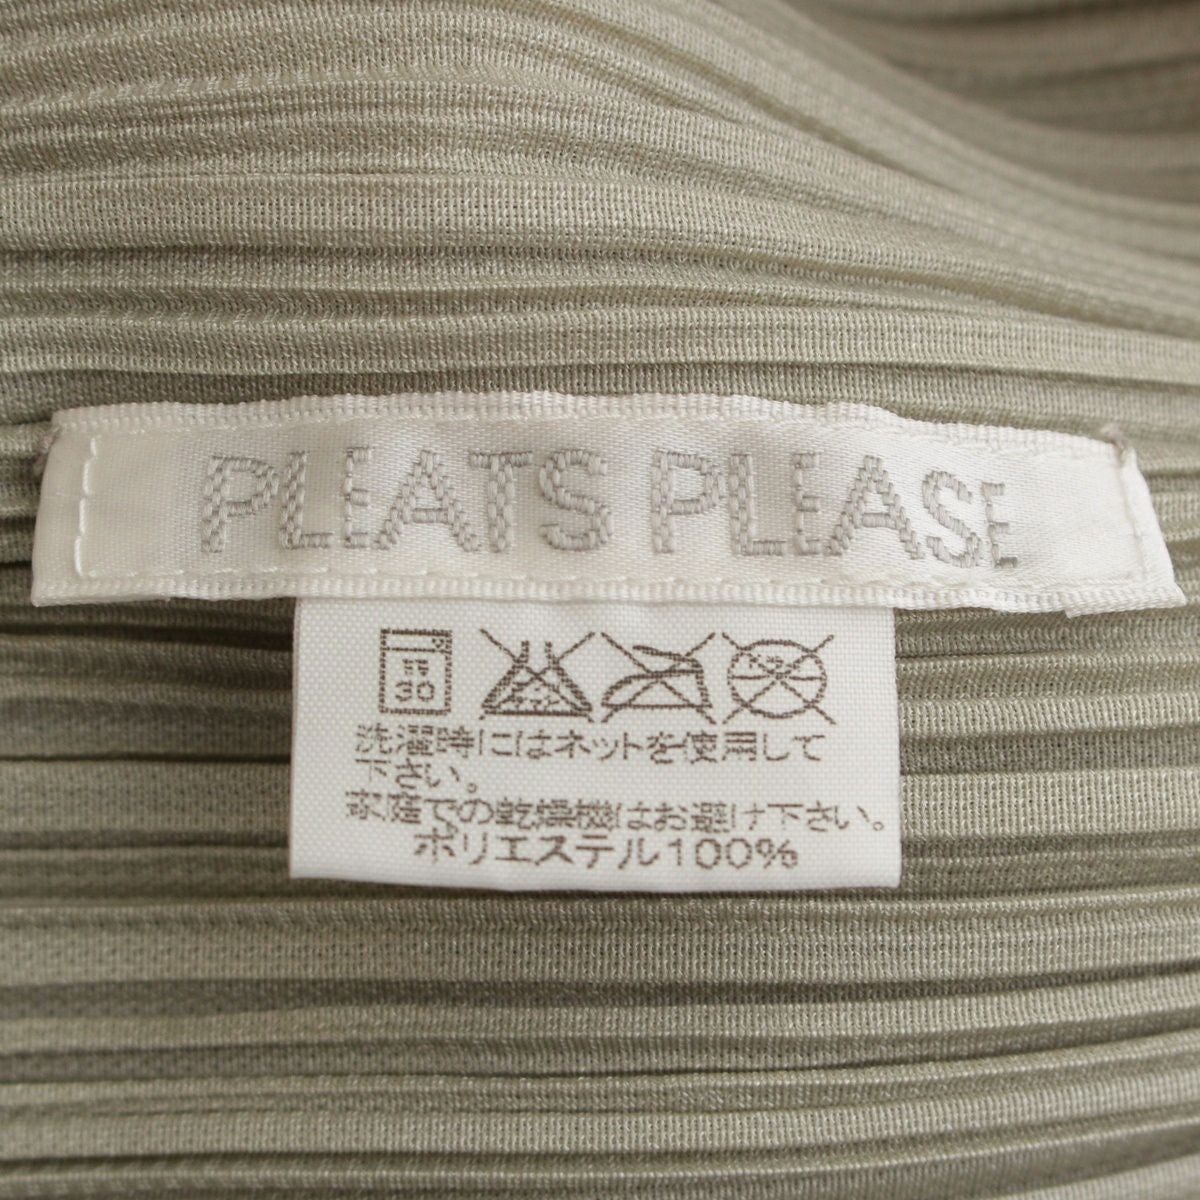 PLEATS PLEASE
弱
30
洗濯時にはネットを使用して
下さい。
家庭での乾燥機はお避け下さい。
ポリエステル100%